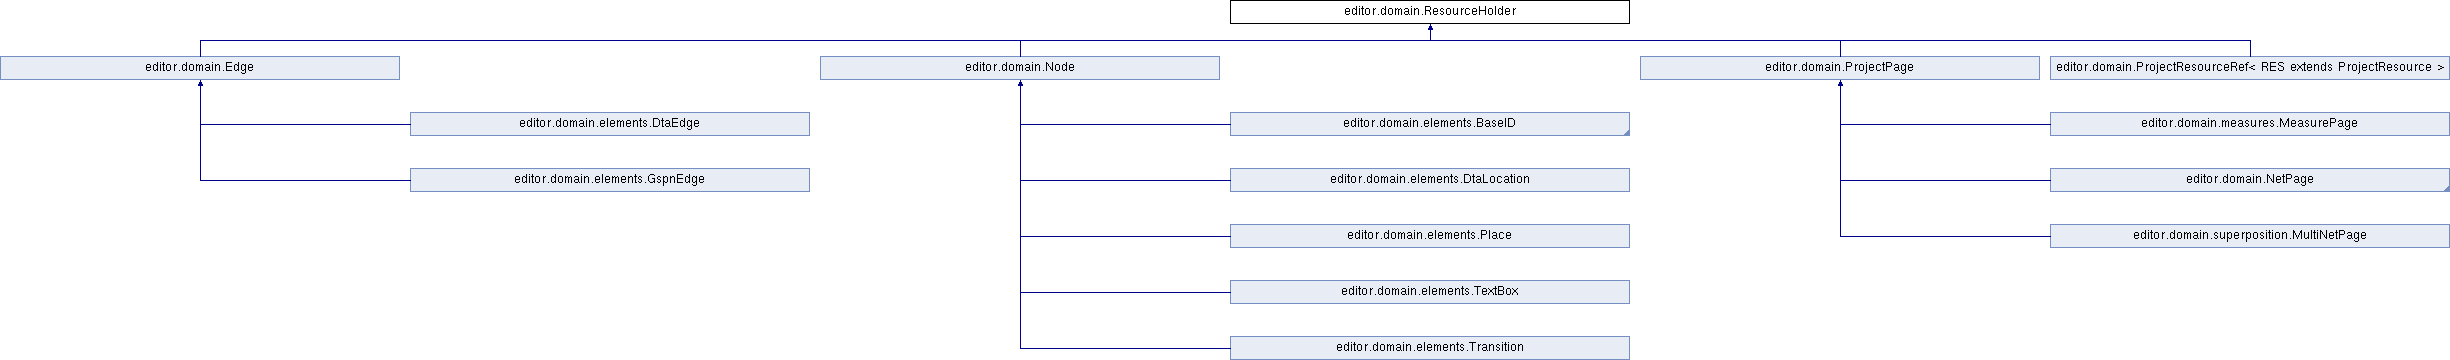 editor.domain.ResourceHolder
editor.domain.Edge
editor.domain.Node
editor.domain.ProjectPage
editor.domain.ProjectResourceRef< RES extends ProjectResource >
editor.domain.elements.DtaEdge
editor.domain.elements.BaseID
editor.domain.measures.MeasurePage
editor.domain.elements.GspnEdge
editor.domain.elements.DtaLocation
editor.domain.NetPage
editor.domain.elements.Place
editor.domain.superposition.MultiNetPage
editor.domain.elements.TextBox
editor.domain.elements.Transition